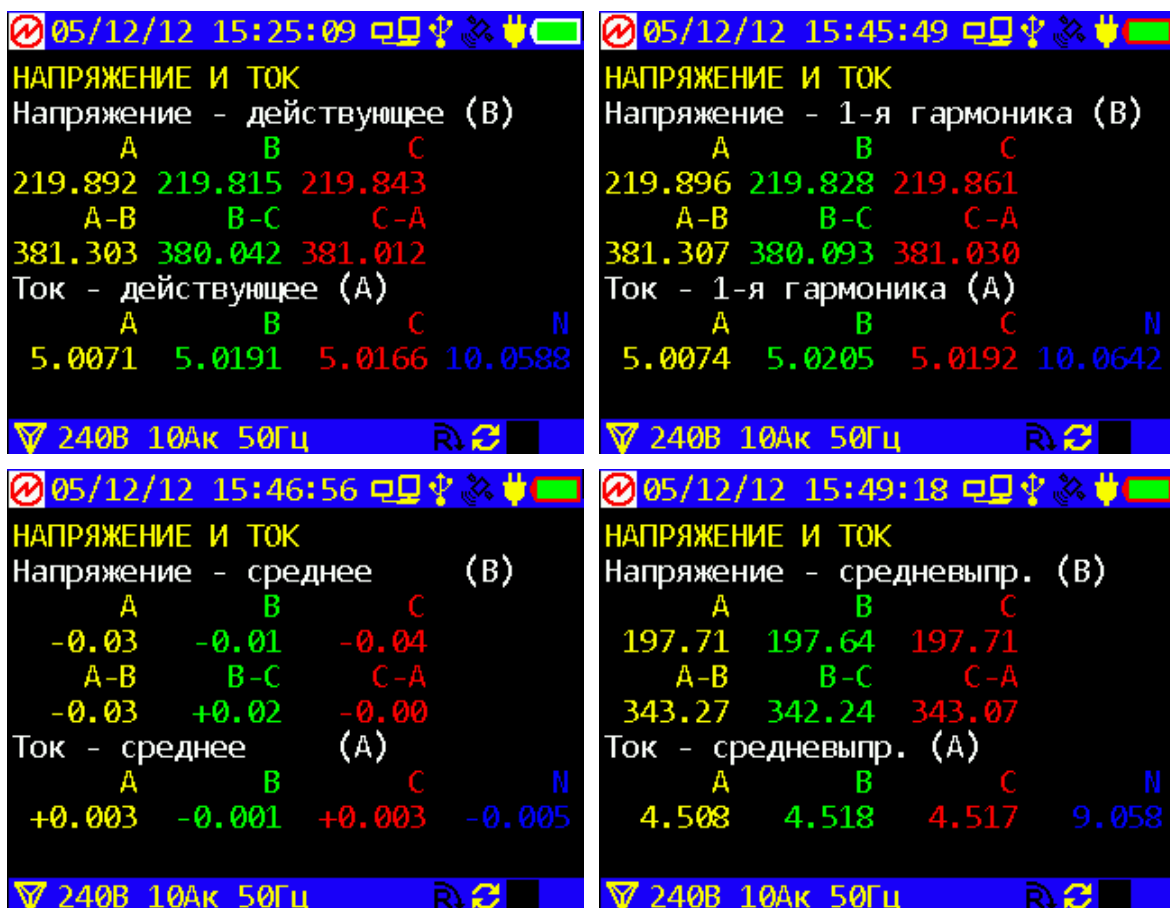 05/12/12 15:25:09
НАПРЯЖЕНИЕ И ТОК
Напряжение - действующее (В)
A B C
219.892 219.815 219.843
A-B B-C C-A
381.303 380.042 381.012
Ток - действующее (А)
A B C N
5.0071 5.0191 5.0166 10.0588
240В 10Ак 50Гц R
05/12/12 15:45:49
НАПРЯЖЕНИЕ И ТОК
Напряжение - 1-я гармоника (В)
A B C
219.896 219.828 219.861
A-B B-C C-A
381.307 380.093 381.030
Ток - 1-я гармоника (А)
A B C N
5.0074 5.0205 5.0192 10.0642
240В 10Ак 50Гц R
05/12/12 15:46:56
НАПРЯЖЕНИЕ И ТОК
Напряжение - среднее (В)
A B C
-0.03 -0.01 -0.04
A-B B-C C-A
-0.03 +0.02 -0.00
Ток - среднее (А)
A B C N
+0.003 -0.001 +0.003 -0.005
240В 10Ак 50Гц R
05/12/12 15:49:18
НАПРЯЖЕНИЕ И ТОК
Напряжение - средневыпр. (В)
A B C
197.71 197.64 197.71
A-B B-C C-A
343.27 342.24 343.07
Ток - средневыпр. (А)
A B C N
4.508 4.518 4.517 9.058
240В 10Ак 50Гц R